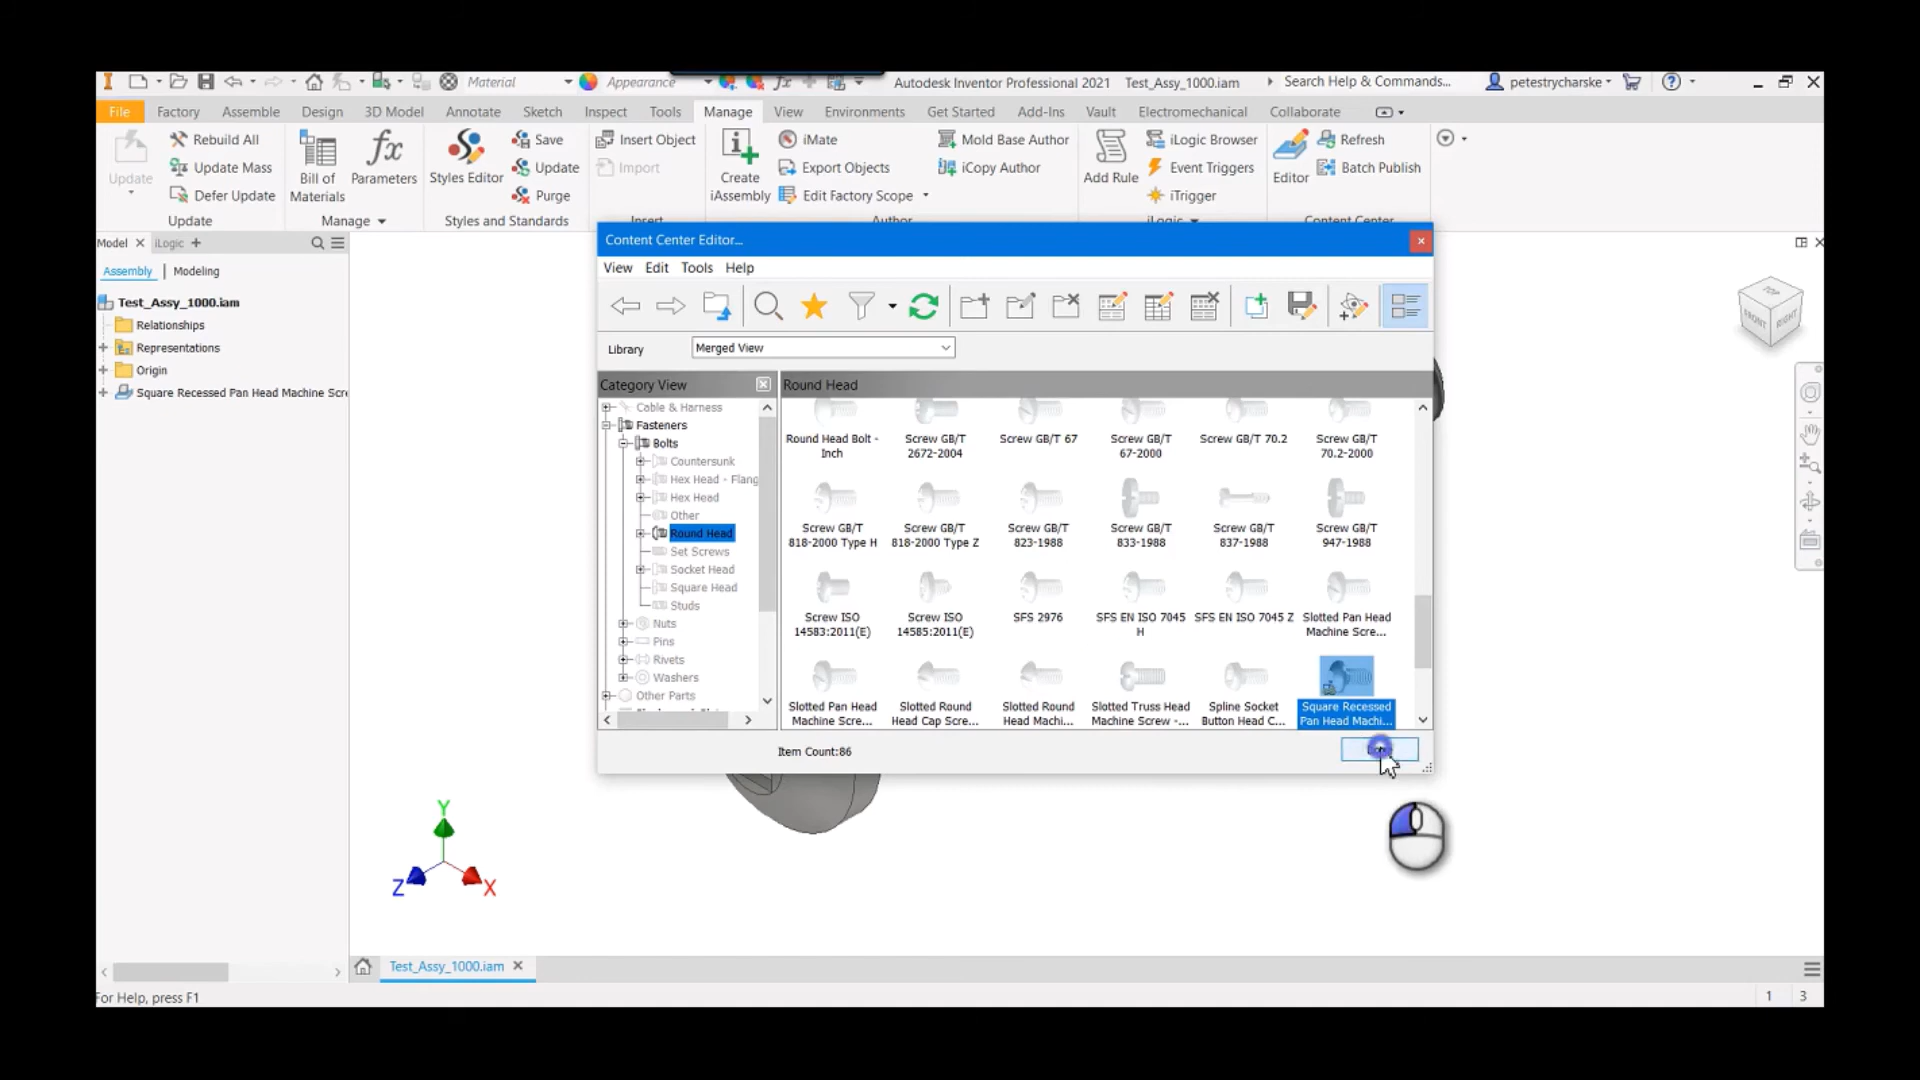 Material
Appearance
Autodesk Inventor Professional 2021 Test_Assy_1000.iam
Search Help & Commands...
petestrycharske
File Factory Assemble Design 3D Model Annotate Sketch Inspect Tools Manage View Environments Get Started Add-Ins Vault Electromechanical Collaborate
Update
Rebuild All
Update Mass
Defer Update
Update
Bill of
Materials
fx
Parameters
Manage
Styles Editor
Save
Update
Purge
Styles and Standards
Insert Object
Import
Insert
Create
iAssembly
iMate
Export Objects
Edit Factory Scope
Mold Base Author
iCopy Author
Author
Add Rule
iLogic Browser
Event Triggers
iTrigger
iLogic
Editor
Refresh
Batch Publish
Content Center
Model
iLogic
Assembly | Modeling
Test_Assy_1000.iam
Relationships
Representations
Origin
Square Recessed Pan Head Machine Scre
Content Center Editor...
View Edit Tools Help
Library
Merged View
Category View
Cable & Harness
Fasteners
Bolts
Countersunk
Hex Head - Flang
Hex Head
Other
Round Head
Set Screws
Socket Head
Square Head
Studs
Nuts
Pins
Rivets
Washers
Other Parts
Round Head
Round Head Bolt -
Inch
Screw GB/T
2672-2004
Screw GB/T 67
Screw GB/T
67-2000
Screw GB/T 70.2
Screw GB/T
70.2-2000
Screw GB/T
818-2000 Type H
Screw GB/T
818-2000 Type Z
Screw GB/T
823-1988
Screw GB/T
833-1988
Screw GB/T
837-1988
Screw GB/T
947-1988
Screw ISO
14583:2011(E)
Screw ISO
14585:2011(E)
SFS 2976
SFS EN ISO 7045
H
SFS EN ISO 7045 Z
Slotted Pan Head
Machine Scre...
Slotted Pan Head
Machine Scre...
Slotted Round
Head Cap Scre...
Slotted Round
Head Machi...
Slotted Truss Head
Machine Screw -...
Spline Socket
Button Head C...
Square Recessed
Pan Head Machi...
Item Count:86
TOP
FRONT
RIGHT
Y
Z
X
Test_Assy_1000.iam
For Help, press F1
1 3